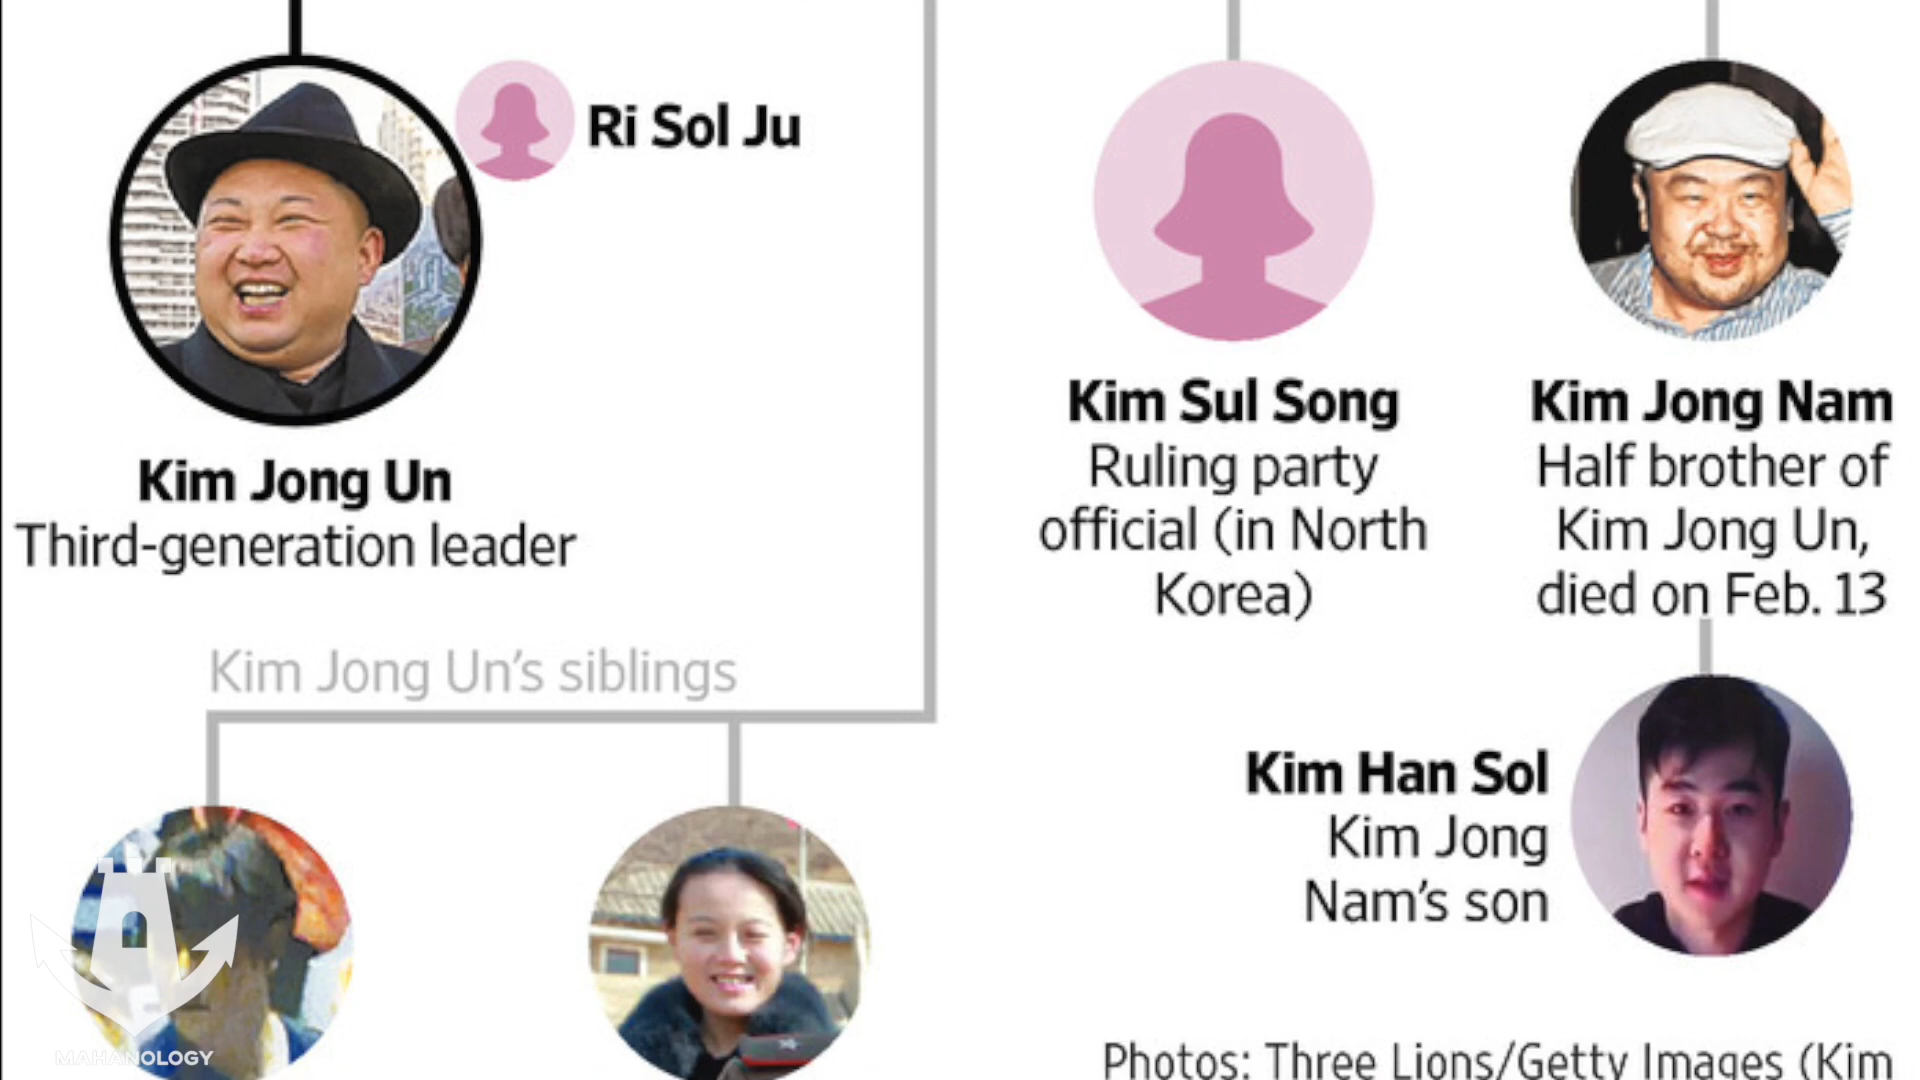 Ri Sol Ju
Kim Jong Un
Third-generation leader
Kim Sul Song
Ruling party
official (in North
Korea)
Kim Jong Nam
Half brother of
Kim Jong Un,
died on Feb. 13
Kim Jong Un’s siblings
Kim Han Sol
Kim Jong
Nam’s son
MAHANOLOGY
Photos: Three Lions/Getty Images (Kim